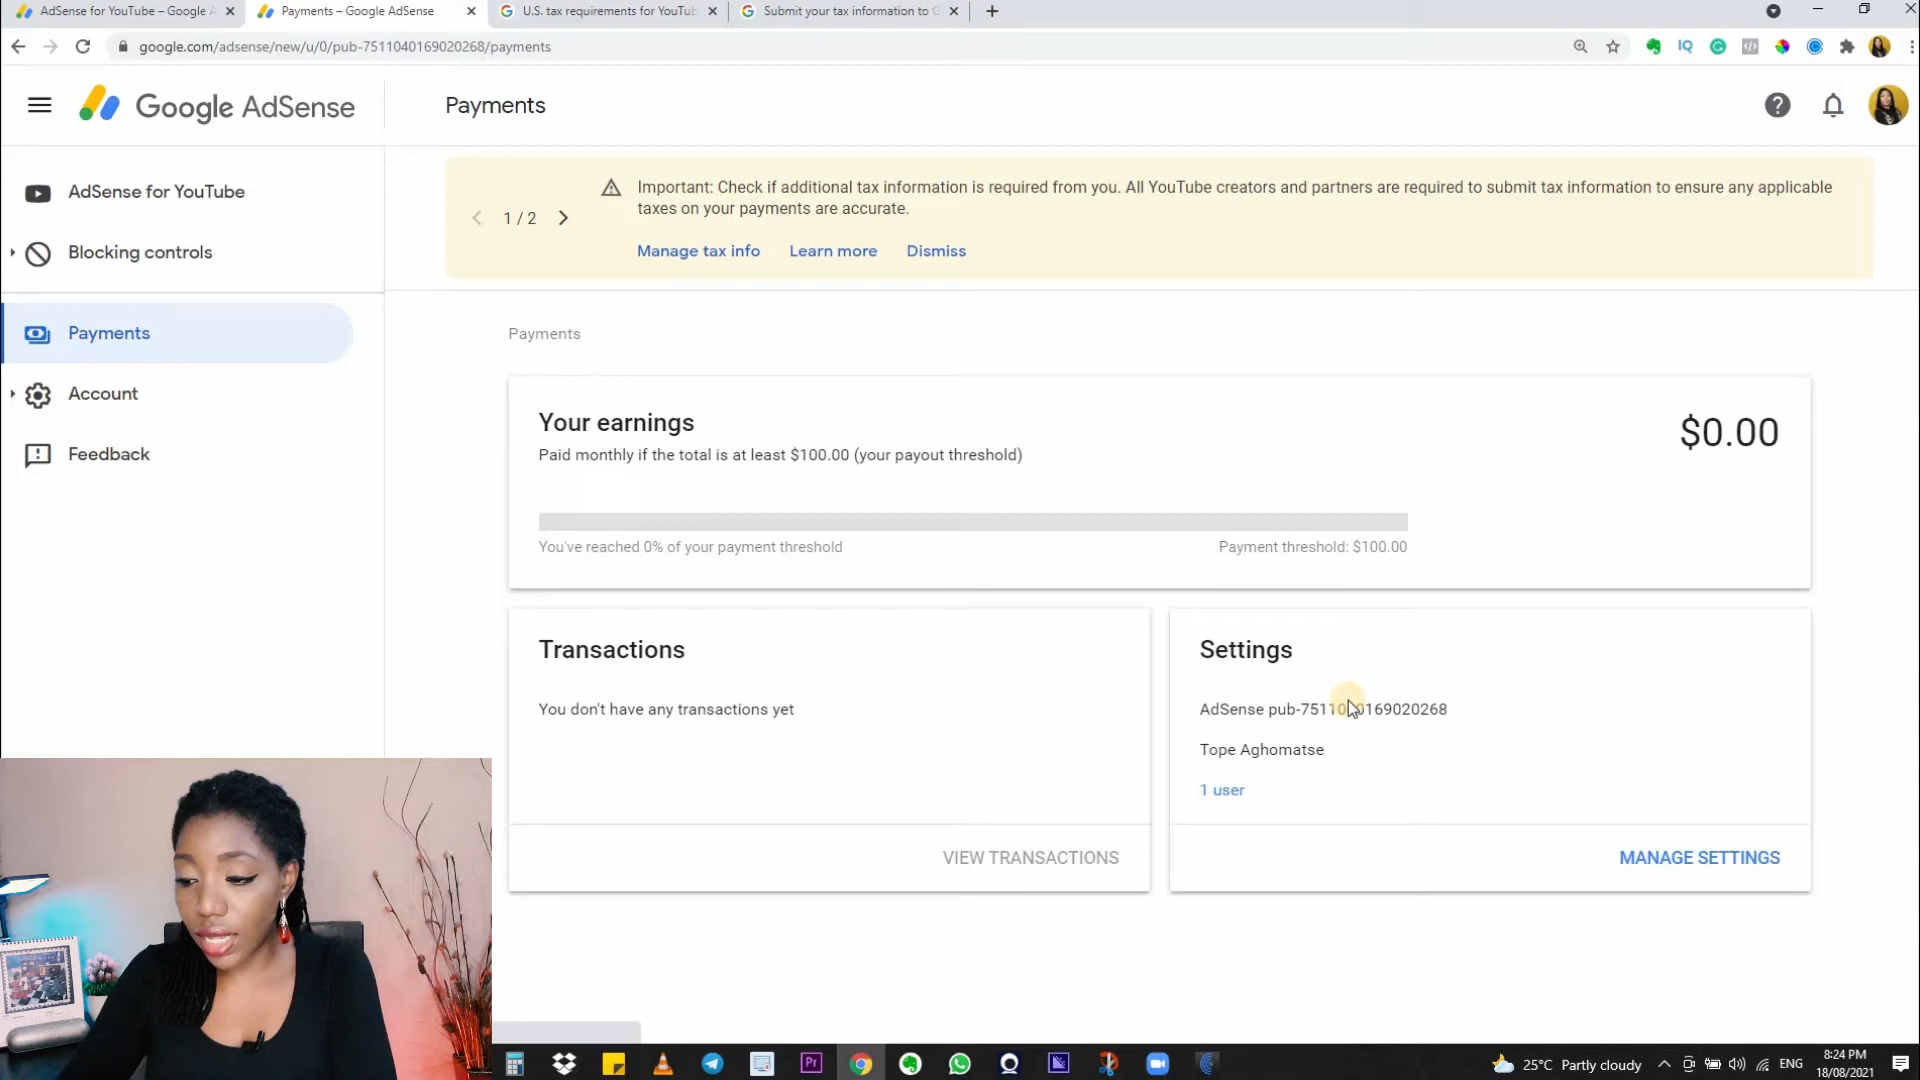 AdSense for YouTube – Google A
Payments – Google AdSense
U.S. tax requirements for YouTub
Submit your tax information to G
google.com/adsense/new/u/0/pub-7511040169020268/payments
IQ
Google AdSense
Payments
AdSense for YouTube
Blocking controls
Payments
Account
Feedback
1 / 2
Important: Check if additional tax information is required from you. All YouTube creators and partners are required to submit tax information to ensure any applicable
taxes on your payments are accurate.
Manage tax info Learn more Dismiss
Payments
Your earnings
$0.00
Paid monthly if the total is at least $100.00 (your payout threshold)
You've reached 0% of your payment threshold
Payment threshold: $100.00
Transactions
You don't have any transactions yet
VIEW TRANSACTIONS
Settings
AdSense pub-7511040169020268
Tope Aghomatse
1 user
MANAGE SETTINGS
Pr
25°C Partly cloudy
ENG
8:24 PM
18/08/2021